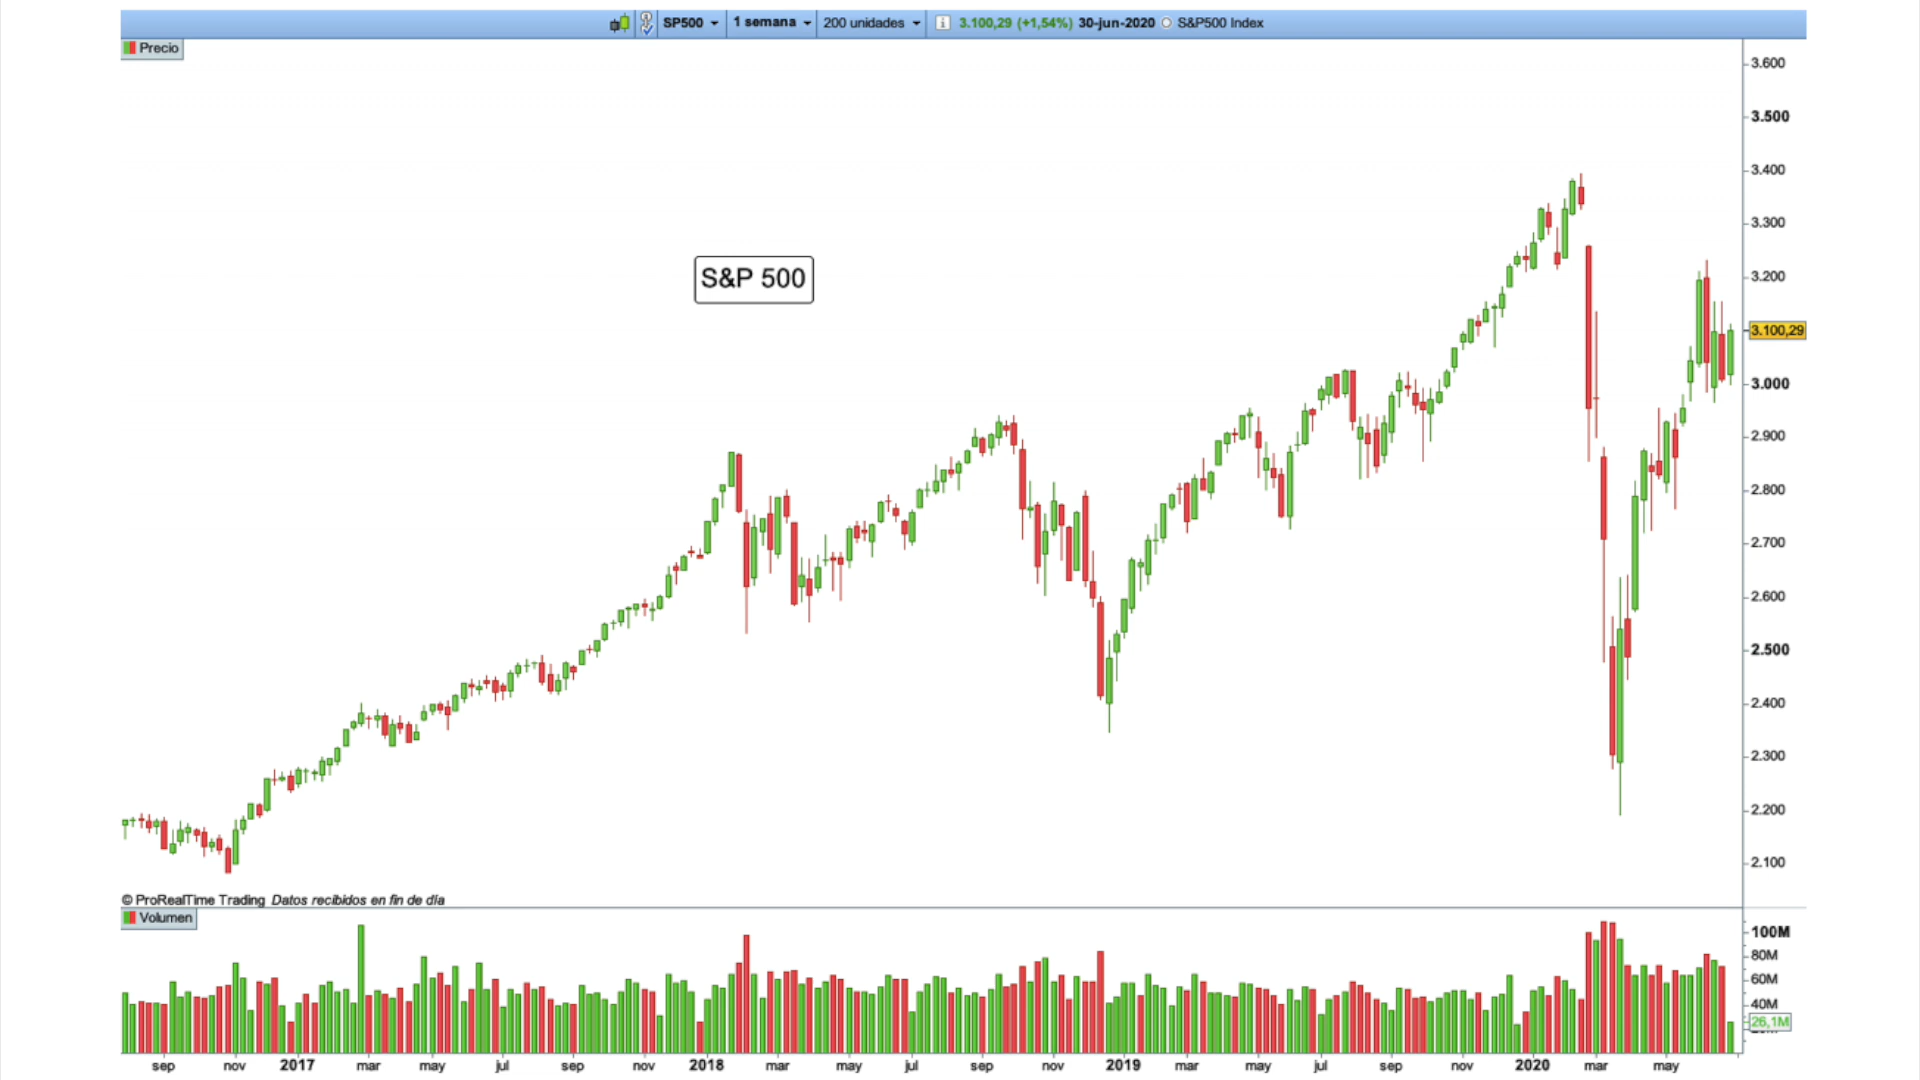 SP500 1 semana 200 unidades 3.100,29 (+1,54%) 30-jun-2020 S&P500 Index
Precio
3.600
3.500
3.400
3.300
S&P 500
3.200
3.100,29
3.000
2.900
2.800
2.700
2.600
2.500
2.400
2.300
2.200
2.100
© ProRealTime Trading Datos recibidos en fin de día
Volumen
100M
80M
60M
40M
26,1M
sep nov 2017 mar may jul sep nov 2018 mar may jul sep nov 2019 mar may jul sep nov 2020 mar may